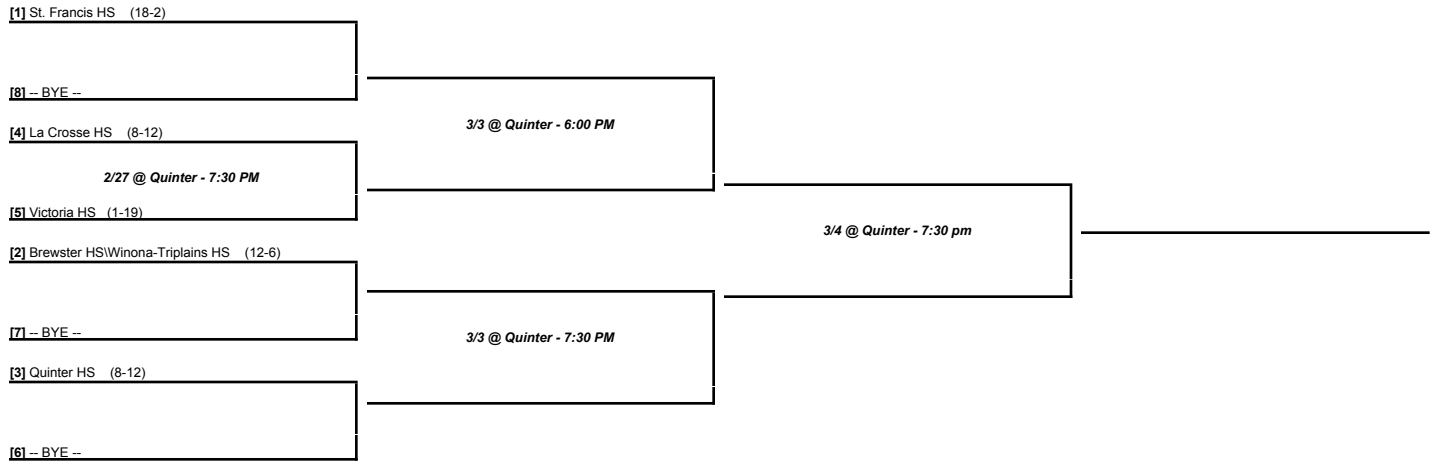 [1] St. Francis HS (18-2)
[8] -- BYE --
3/3 @ Quinter - 6:00 PM
[4] La Crosse HS (8-12)
2/27 @ Quinter - 7:30 PM
[5] Victoria HS (1-19)
3/4 @ Quinter - 7:30 pm
[2] Brewster HS\Winona-Triplains HS (12-6)
[7] -- BYE --
3/3 @ Quinter - 7:30 PM
[3] Quinter HS (8-12)
[6] -- BYE --